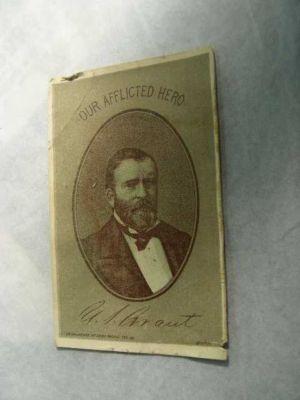 OUR AFFLICTED HERO
U. S. Grant